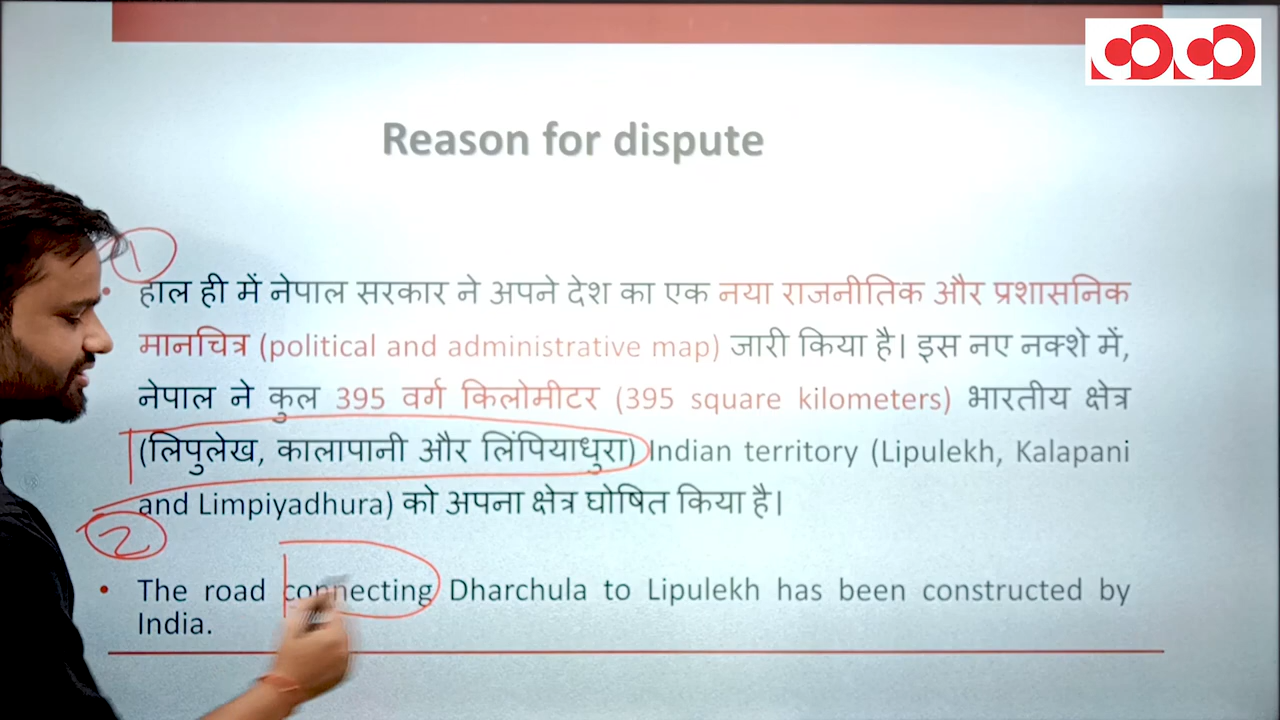 Reason for dispute
1
• हाल ही में नेपाल सरकार ने अपने देश का एक नया राजनीतिक और प्रशासनिक
मानचित्र (political and administrative map) जारी किया है। इस नए नक्शे में,
नेपाल ने कुल 395 वर्ग किलोमीटर (395 square kilometers) भारतीय क्षेत्र
(लिपुलेख, कालापानी और लिंपियाधुरा) Indian territory (Lipulekh, Kalapani
and Limpiyadhura) को अपना क्षेत्र घोषित किया है।
2
• The road connecting Dharchula to Lipulekh has been constructed by
India.